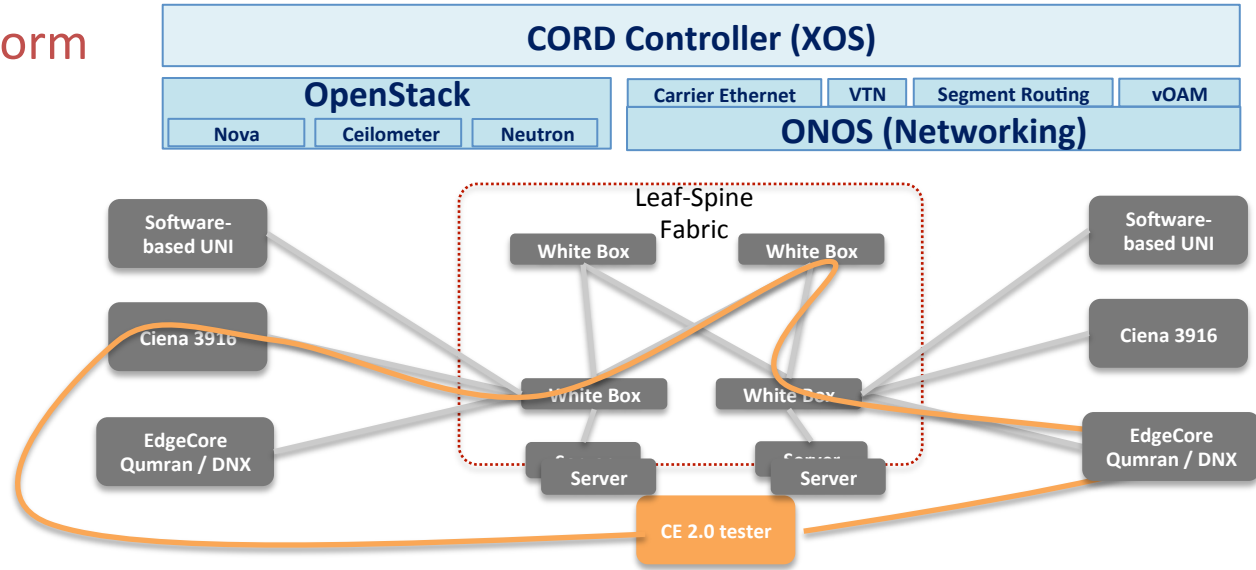 orm
CORD Controller (XOS)
OpenStack
Nova
Ceilometer
Neutron
Carrier Ethernet
VTN
Segment Routing
vOAM
ONOS (Networking)
Leaf-Spine
Fabric
Software-
based UNI
Ciena 3916
EdgeCore
Qumran / DNX
White Box
White Box
White Box
White Box
Server
Server
Server
CE 2.0 tester
Software-
based UNI
Ciena 3916
EdgeCore
Qumran / DNX